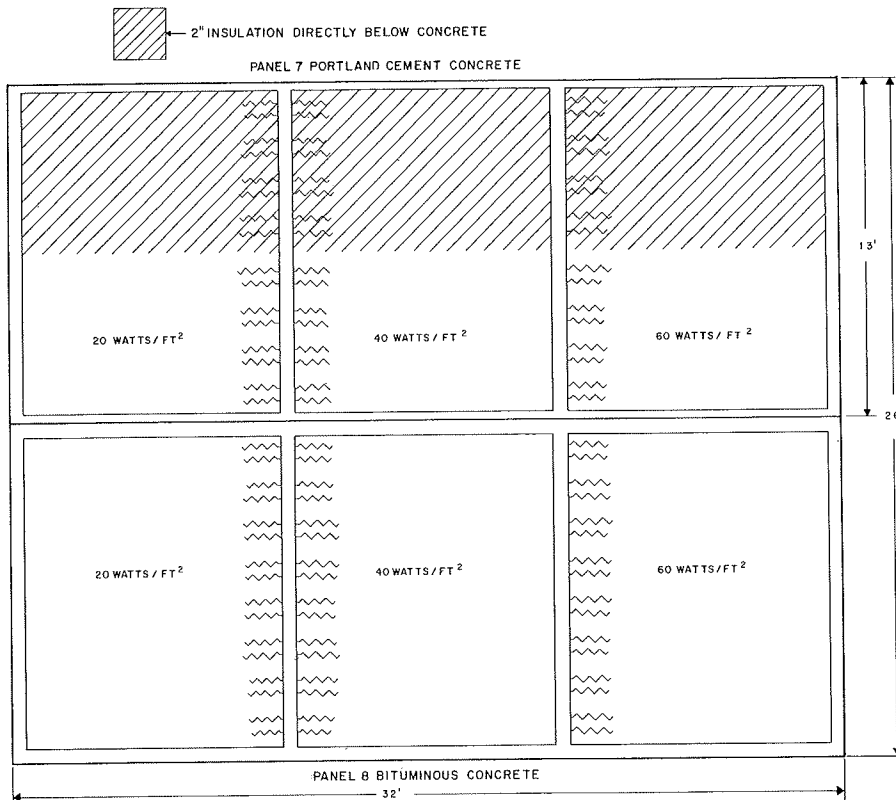 2" INSULATION DIRECTLY BELOW CONCRETE
PANEL 7 PORTLAND CEMENT CONCRETE
13'
20 WATTS/FT²
40 WATTS/FT²
60 WATTS/FT²
20 WATTS/FT²
40 WATTS/FT²
60 WATTS/FT²
PANEL 8 BITUMINOUS CONCRETE
32'